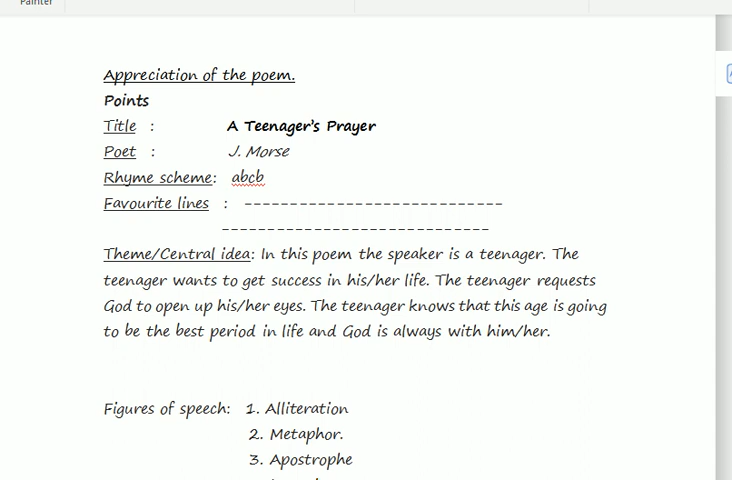 Painter
Appreciation of the poem.
Points
Title : A Teenager's Prayer
Poet : J. Morse
Rhyme scheme: abcb
Favourite lines : ----------------------------
-----------------------------
Theme/Central idea: In this poem the speaker is a teenager. The
teenager wants to get success in his/her life. The teenager requests
God to open up his/her eyes. The teenager knows that this age is going
to be the best period in life and God is always with him/her.
Figures of speech: 1. Alliteration
2. Metaphor.
3. Apostrophe